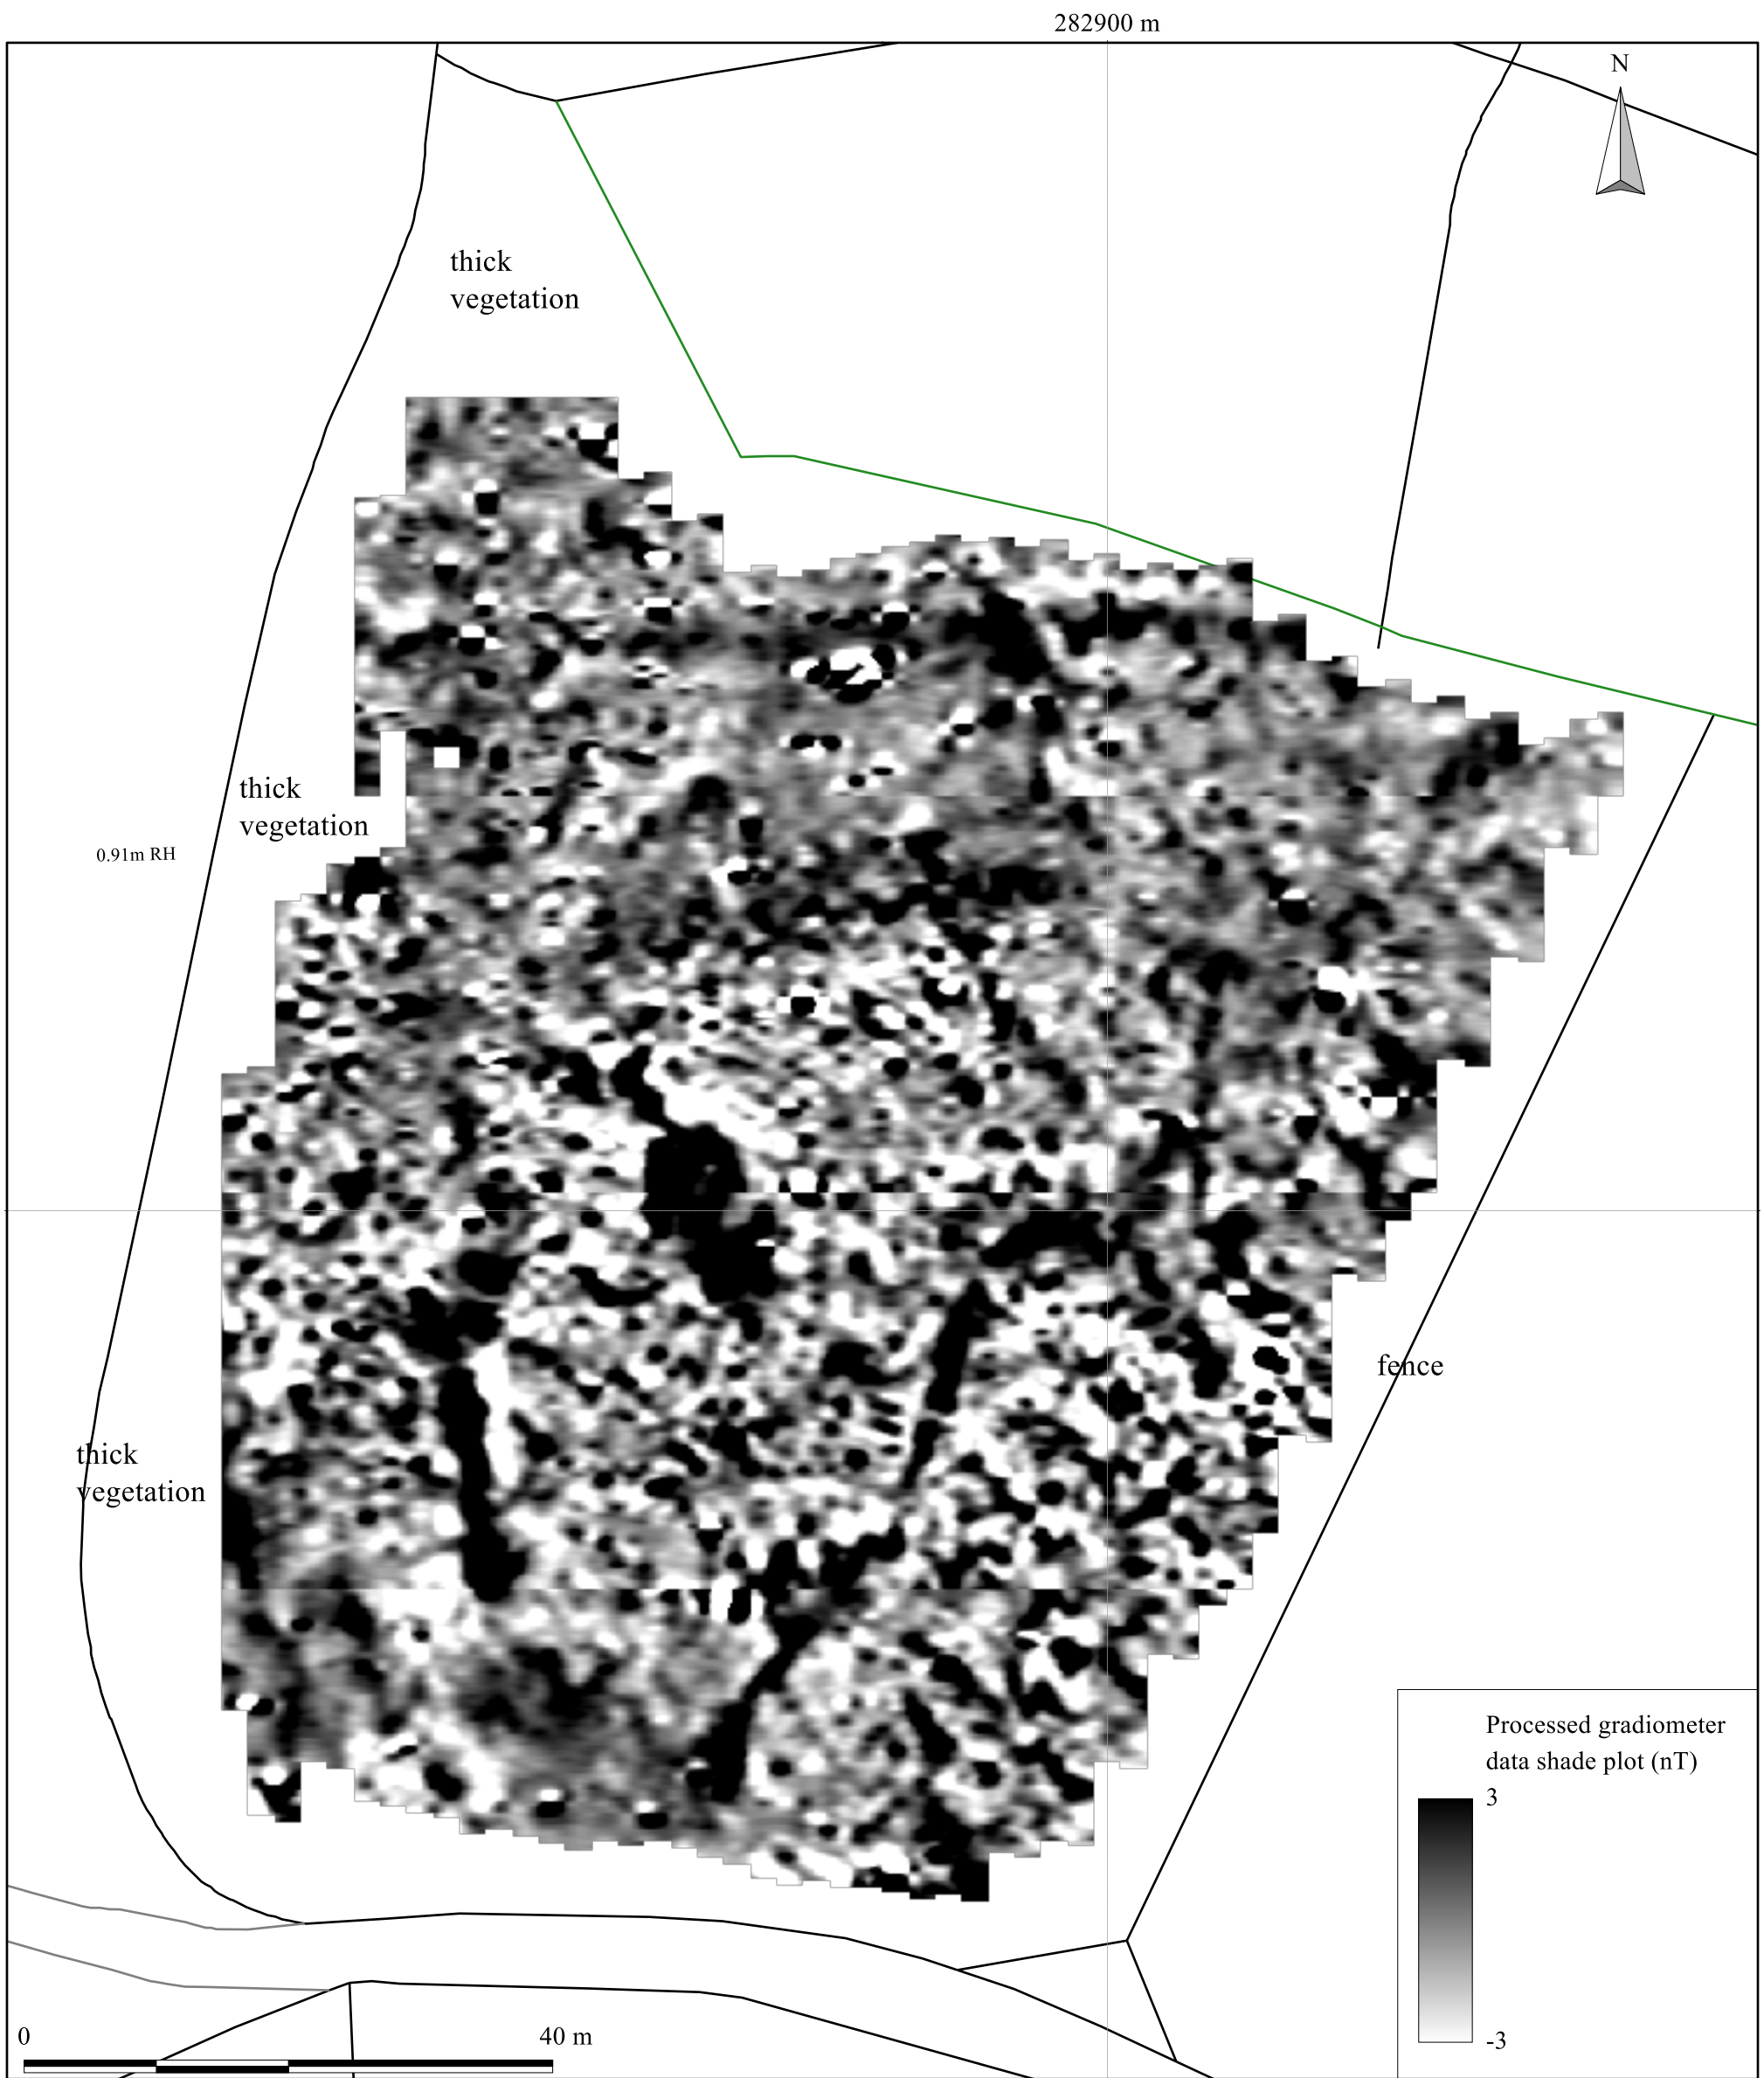 282900 m
N
thick
vegetation
thick
vegetation
0.91m RH
fence
thick
vegetation
Processed gradiometer
data shade plot (nT)
3
-3
0
40 m